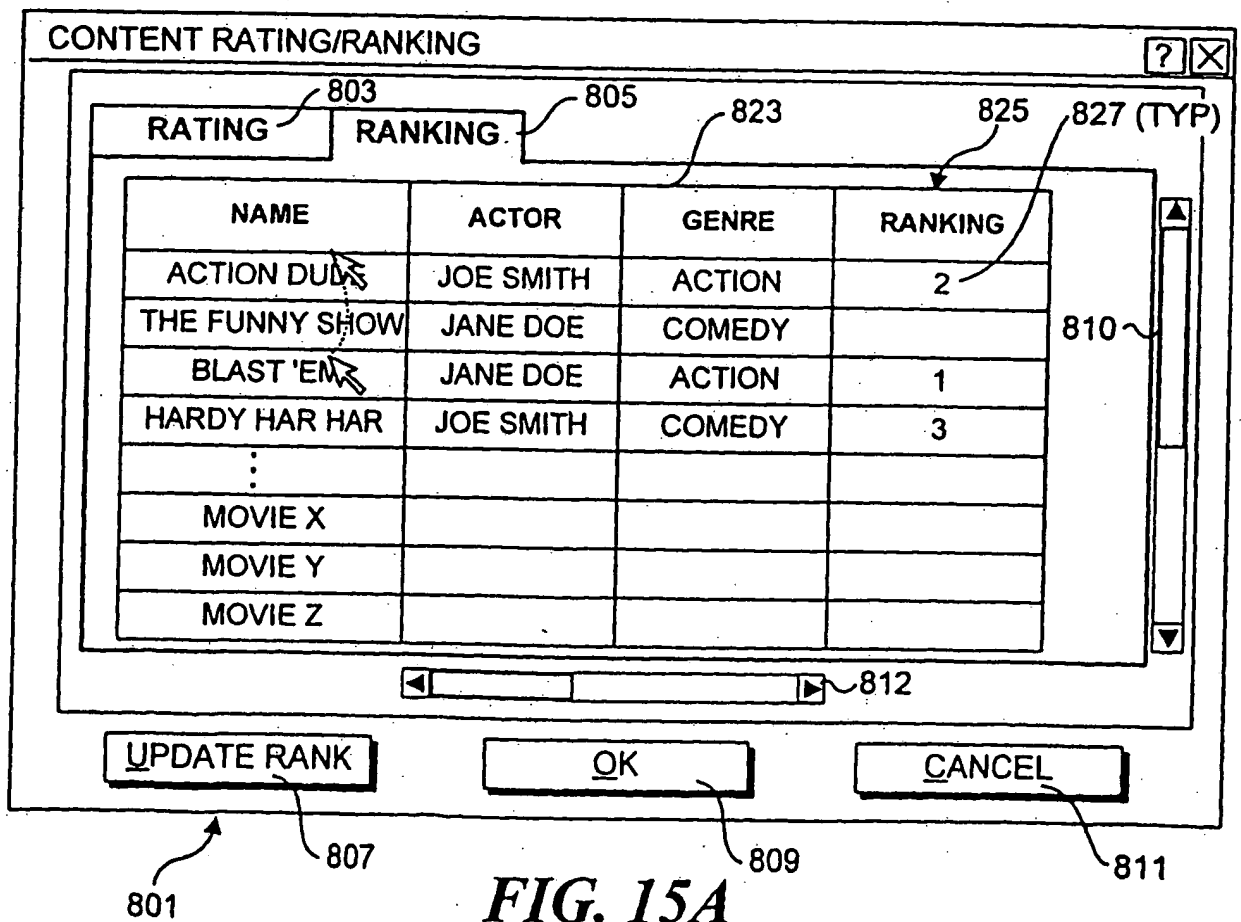 CONTENT RATING/RANKING ? X
803 805 823 825 827 (TYP)
RATING RANKING
NAME ACTOR GENRE RANKING
ACTION DUDE JOE SMITH ACTION 2
THE FUNNY SHOW JANE DOE COMEDY
810
BLAST 'EM JANE DOE ACTION 1
HARDY HAR HAR JOE SMITH COMEDY 3
MOVIE X
MOVIE Y
MOVIE Z
812
UPDATE RANK OK CANCEL
801 807 809 811
FIG. 15A